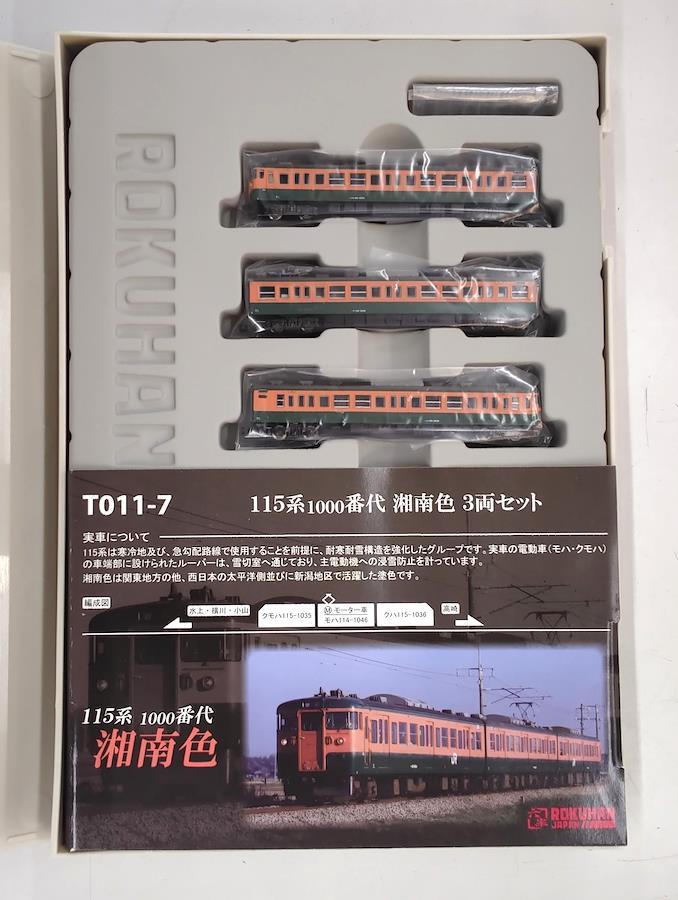 ROKUHAN
T011-7
115系1000番代 湘南色 3両セット
実車について
115系は寒冷地及び、急勾配路線で使用することを前提に、耐寒耐雪構造を強化したグループです。実車の電動車(モハ・クモハ)
の車端部に設けられたルーバーは、雪切室へ通じており、主電動機への浸雪防止を計っています。
湘南色は関東地方の他、西日本の太平洋側並びに新潟地区で活躍した塗色です。
編成図
水上・横川・小山
クモハ115-1035
Ⓜモーター車
モハ114-1046
クハ115-1036
高崎
115系 1000番代
湘南色
JR
ROKUHAN
JAPAN